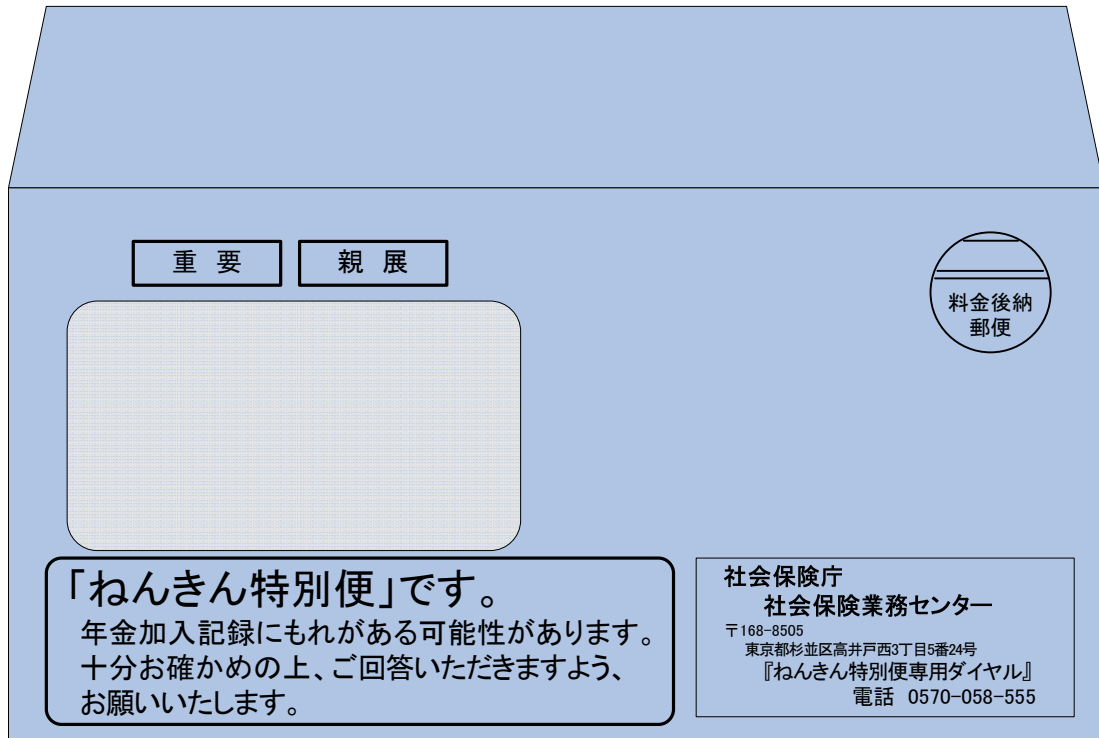 重要 親展
料金後納
郵便
「ねんきん特別便」です。
年金加入記録にもれがある可能性があります。
十分お確かめの上、ご回答いただきますよう、
お願いいたします。
社会保険庁
社会保険業務センター
〒168-8505
東京都杉並区高井戸西3丁目5番24号
『ねんきん特別便専用ダイヤル』
電話 0570-058-555